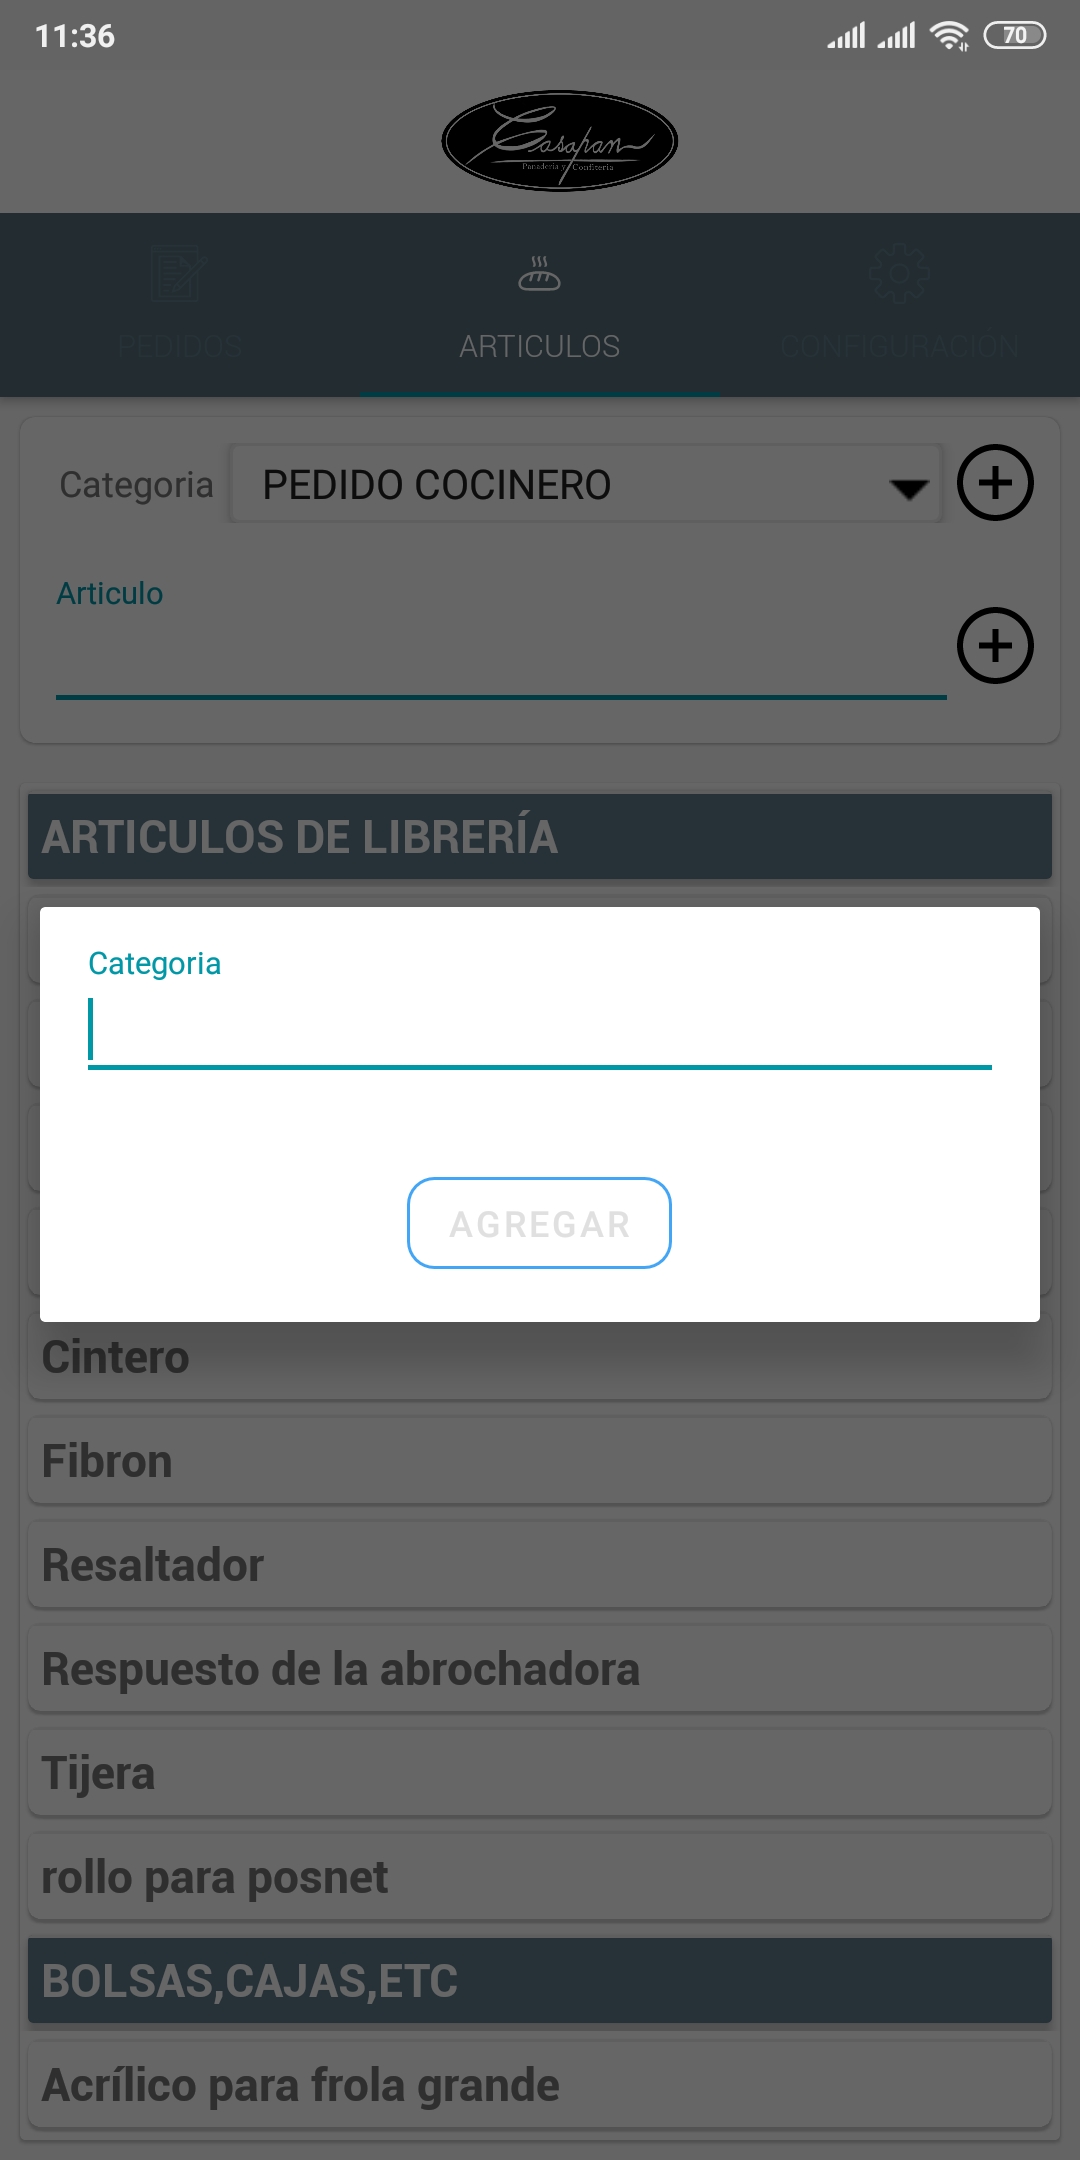 11:36
70
Casapan
Panadería y Confitería
PEDIDOS
ARTICULOS
CONFIGURACIÓN
Categoria
PEDIDO COCINERO
Articulo
ARTICULOS DE LIBRERÍA
Categoria
AGREGAR
Cintero
Fibron
Resaltador
Respuesto de la abrochadora
Tijera
rollo para posnet
BOLSAS,CAJAS,ETC
Acrílico para frola grande